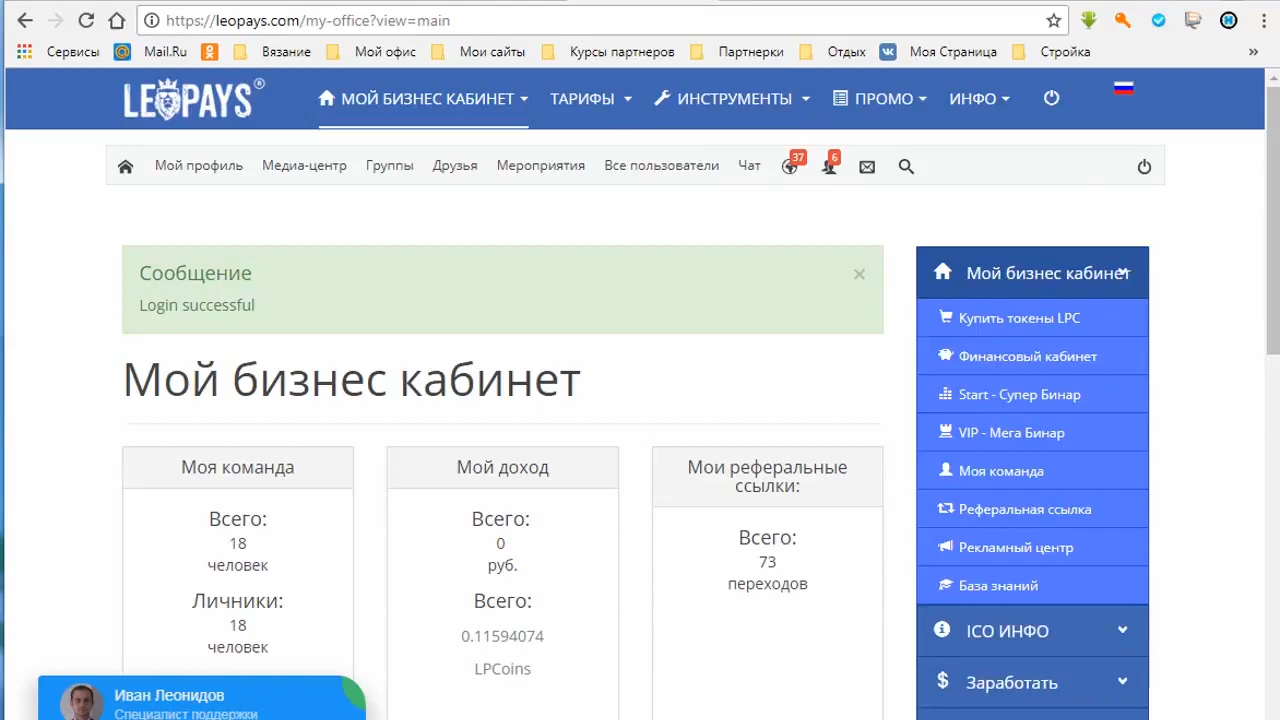 https://leopays.com/my-office?view=main
Сервисы Mail.Ru Вязание Мой офис Мои сайты Курсы партнеров Партнерки Отдых Моя Страница Стройка »
LEOPAYS® МОЙ БИЗНЕС КАБИНЕТ ТАРИФЫ ИНСТРУМЕНТЫ ПРОМО ИНФО
Мой профиль Медиа-центр Группы Друзья Мероприятия Все пользователи Чат 37 6
Сообщение ×
Login successful
Мой бизнес кабинет
Моя команда
Всего:
18
человек
Личники:
18
человек
Мой доход
Всего:
0
руб.
Всего:
0.11594074
LPCoins
Мои реферальные
ссылки:
Всего:
73
переходов
Мой бизнес кабинет
Купить токены LPC
Финансовый кабинет
Start - Супер Бинар
VIP - Мега Бинар
Моя команда
Реферальная ссылка
Рекламный центр
База знаний
ICO ИНФО
$ Заработать
Иван Леонидов
Специалист поддержки